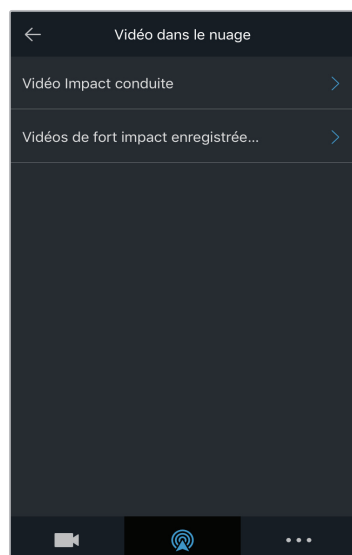 Vidéo dans le nuage
Vidéo Impact conduite
Vidéos de fort impact enregistrée...